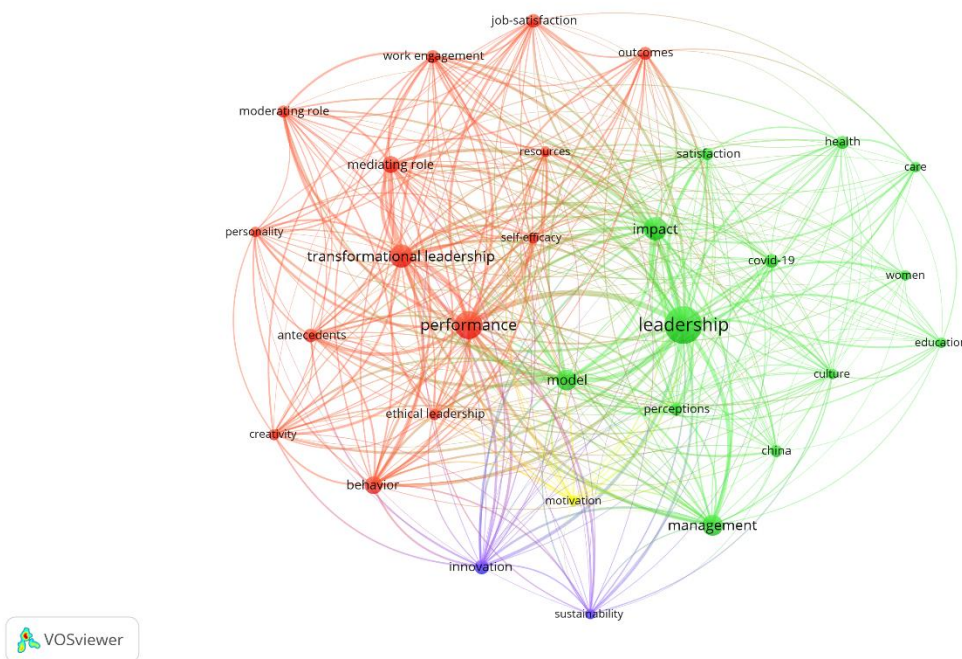 job-satisfaction
outcomes
work engagement
moderating role
health
resources
satisfaction
mediating role
care
impact
personality
self-efficacy
transformational leadership
covid-19
women
performance
leadership
antecedents
education
culture
model
perceptions
ethical leadership
creativity
china
behavior
motivation
management
innovation
sustainability
VOSviewer